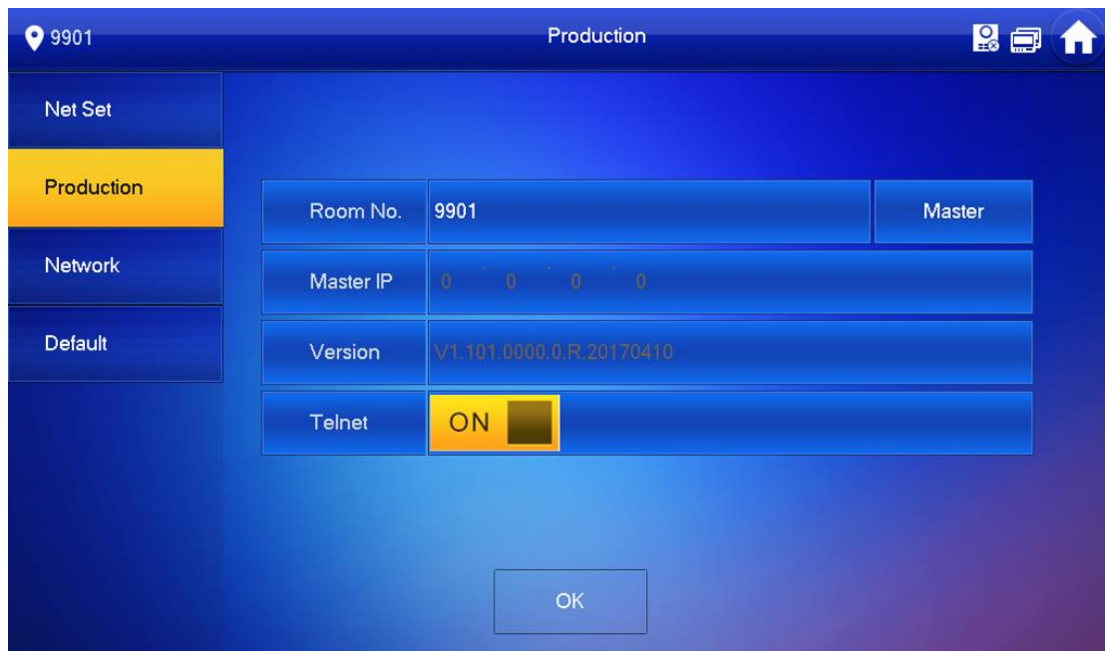 9901
Production
Net Set
Production
Network
Default
Room No. 9901 Master
Master IP 0 . 0 . 0 . 0
Version V1.101.0000.0.R.20170410
Telnet ON
OK